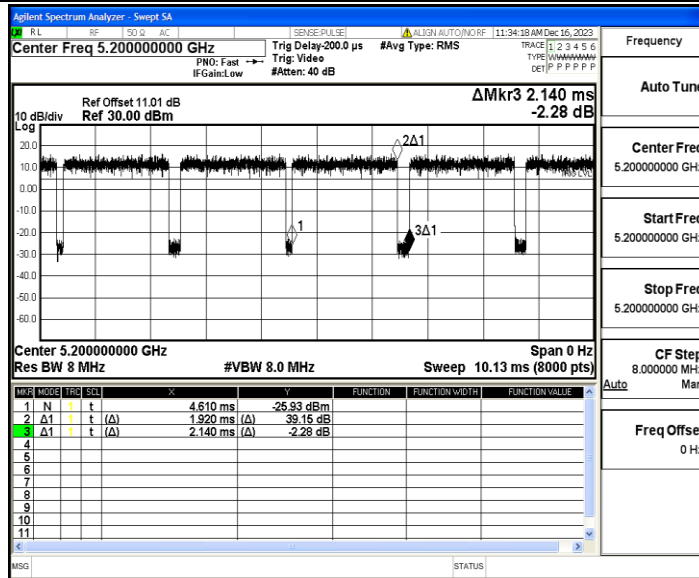 Agilent Spectrum Analyzer - Swept SA
RL RF 50 Ω AC SENSE:PULSE ALIGN AUTO/NO RF 11:34:18 AM Dec 16, 2023
Center Freq 5.200000000 GHz
PNO: Fast
IFGain:Low
Trig Delay-200.0 µs
Trig: Video
#Atten: 40 dB
#Avg Type: RMS
TRACE 1 2 3 4 5 6
TYPE WWWWWW
DET P P P P P P
Frequency
Auto Tune
Center Freq
5.200000000 GHz
Start Freq
5.200000000 GHz
Stop Freq
5.200000000 GHz
CF Step
8.000000 MHz
Auto Man
Freq Offset
0 Hz
ΔMkr3 2.140 ms
-2.28 dB
Ref Offset 11.01 dB
10 dB/div Ref 30.00 dBm
Log
20.0
10.0
0.00
-10.0
-20.0
-30.0
-40.0
-50.0
-60.0
2Δ1
1
3Δ1
Center 5.200000000 GHz Span 0 Hz
Res BW 8 MHz #VBW 8.0 MHz Sweep 10.13 ms (8000 pts)
MKR MODE TRC SCL X Y FUNCTION FUNCTION WIDTH FUNCTION VALUE
1 N 1 t 4.610 ms -25.93 dBm
2 Δ1 1 t (Δ) 1.920 ms (Δ) 39.15 dB
3 Δ1 1 t (Δ) 2.140 ms (Δ) -2.28 dB
4
5
6
7
8
9
10
11
MSG STATUS